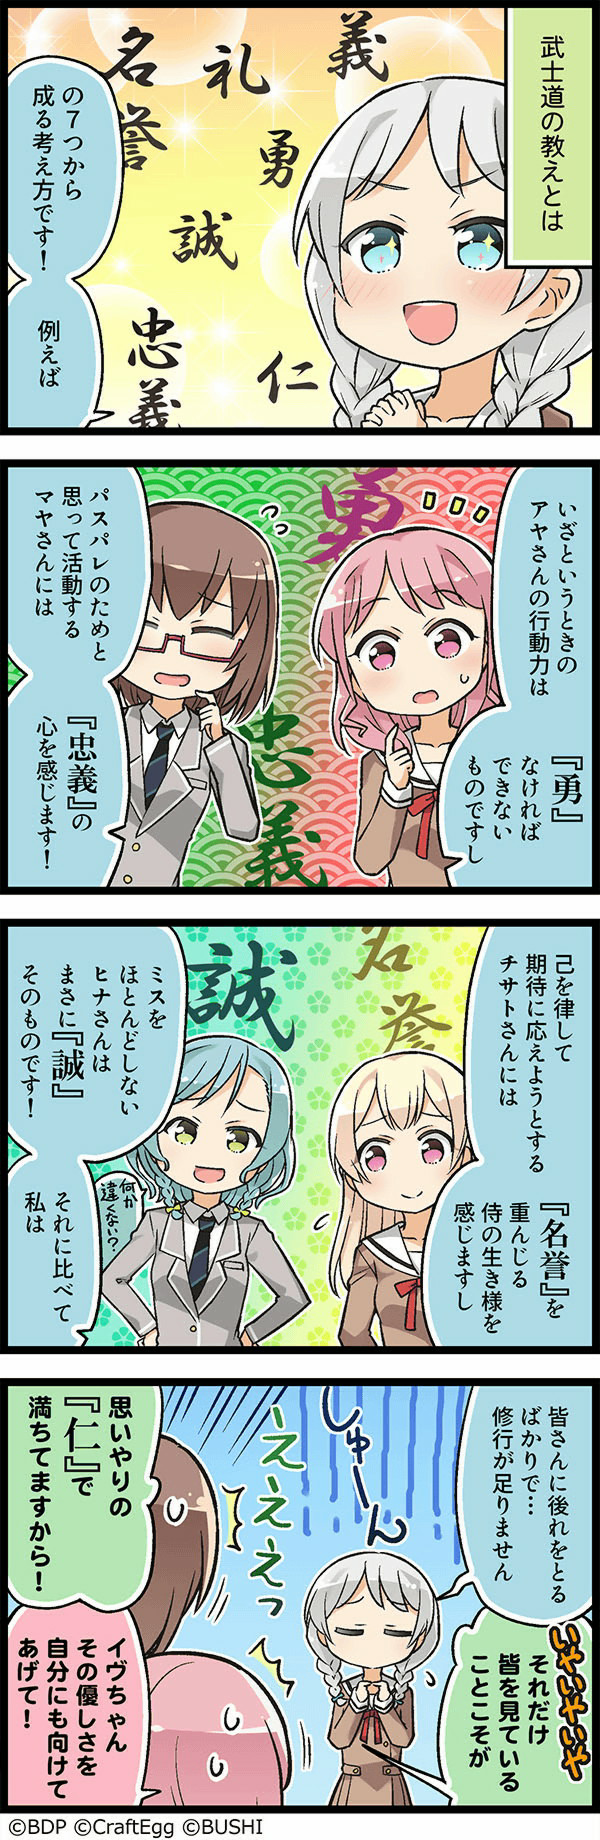 武士道の教えとは
義
礼
名誉
勇
誠
仁
忠義
の7つから
成る考え方です!
例えば
いざというときの
アヤさんの行動力は
『勇』
なければ
できない
ものですし
勇
パスパレのためと
思って活動する
マヤさんには
『忠義』の
心を感じます!
忠義
己を律して
期待に応えようとする
チサトさんには
『名誉』を
重んじる
侍の生き様を
感じますし
名誉
誠
ミスを
ほとんどしない
ヒナさんは
まさに『誠』
そのものです!
何か
違くない?
それに比べて
私は
皆さんに後れをとる
ばかりで…
修行が足りません
しゅーん
いやいやいや
それだけ
皆を見ている
ことこそが
えーえぇっ
思いやりの
『仁』で
満ちてますから!
イヴちゃん
その優しさを
自分にも向けて
あげて!
©BDP ©CraftEgg ©BUSHI